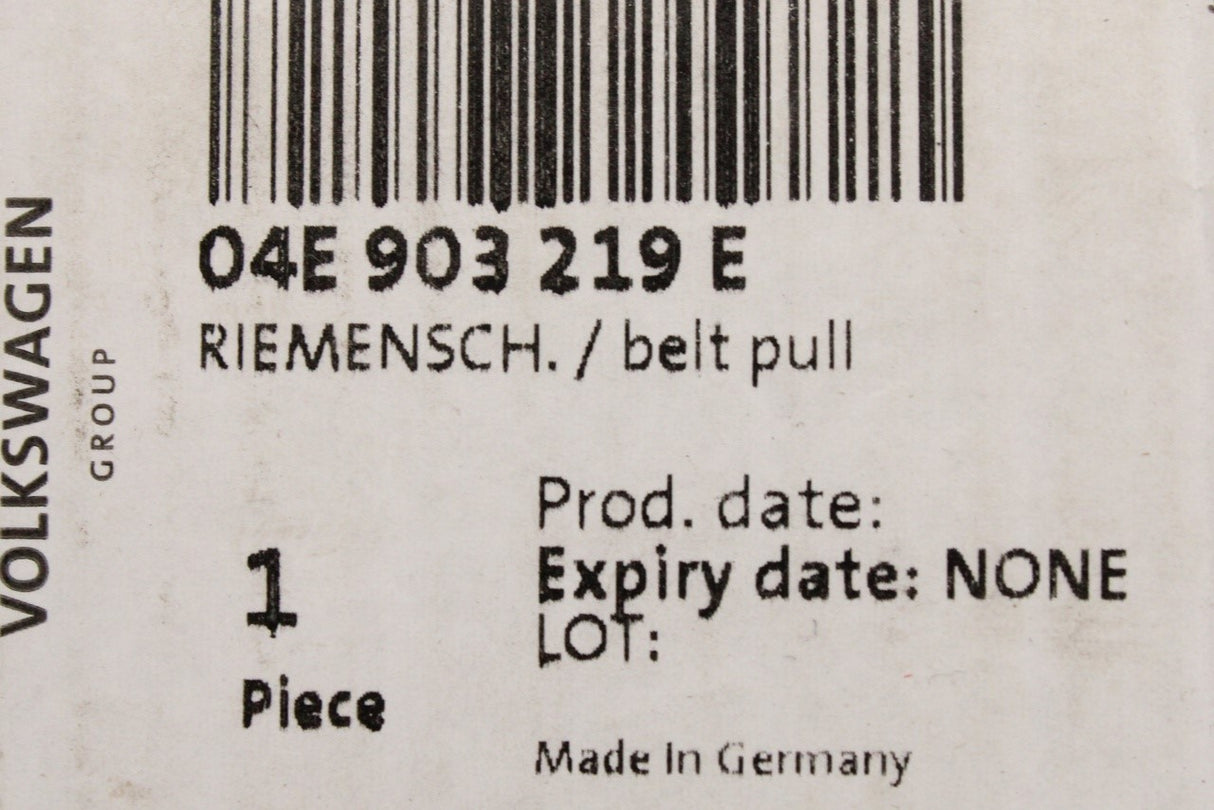 VOLKSWAGEN
GROUP
04E 903 219 E
RIEMENSCH. / belt pull
1
Piece
Prod. date:
Expiry date: NONE
LOT:
Made In Germany